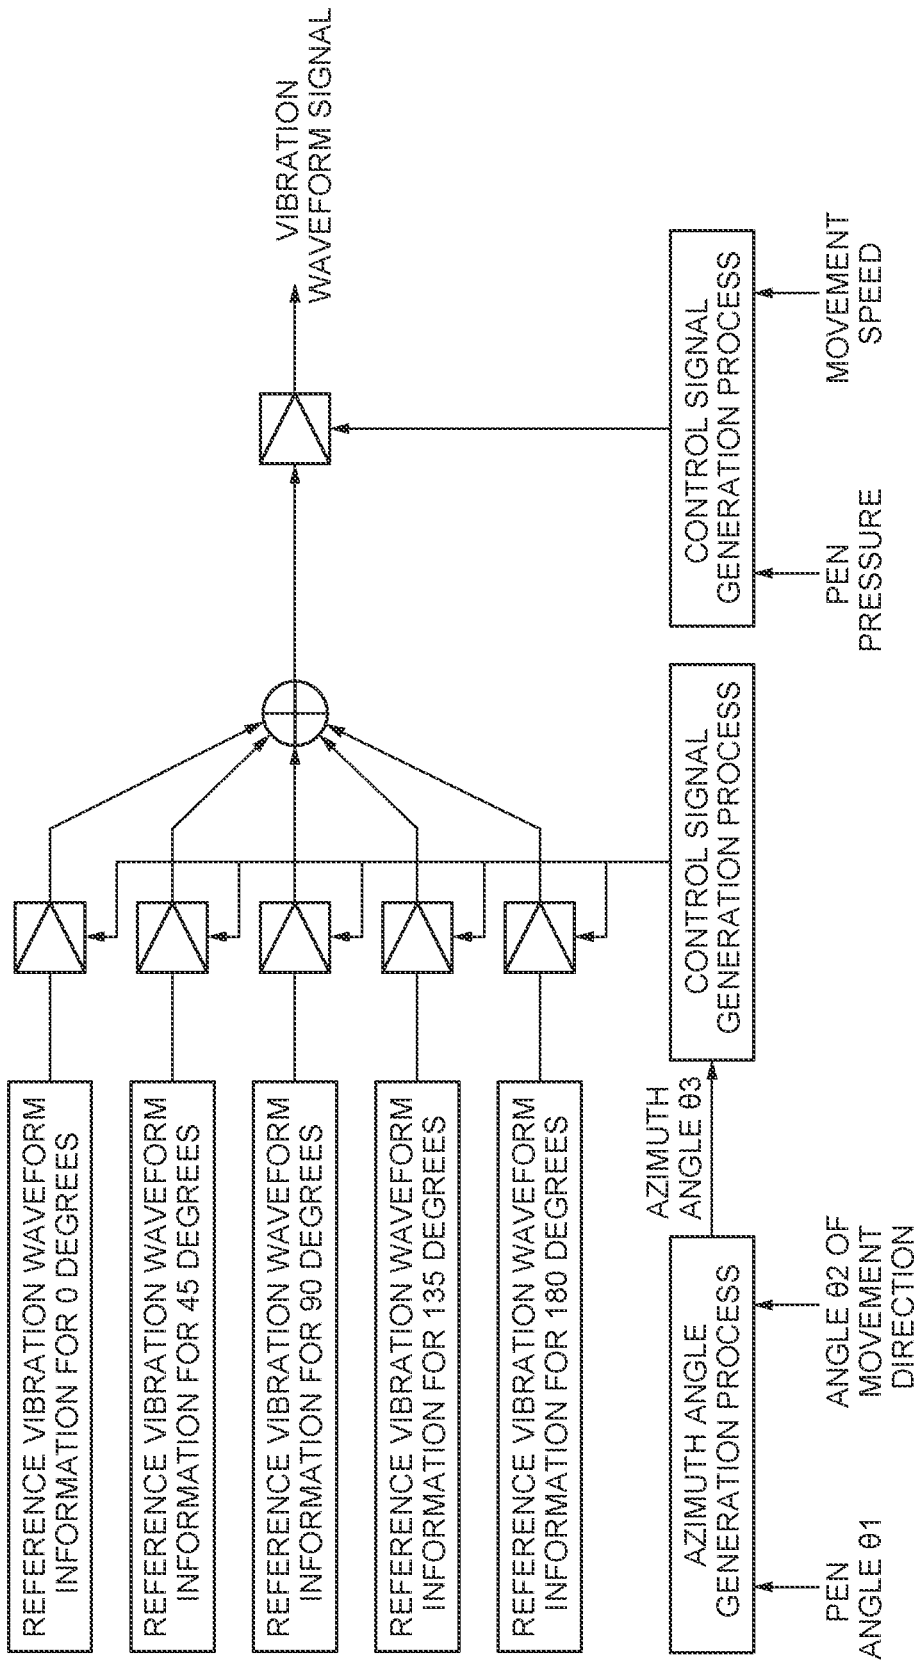 REFERENCE VIBRATION WAVEFORM
INFORMATION FOR 0 DEGREES
REFERENCE VIBRATION WAVEFORM
INFORMATION FOR 45 DEGREES
REFERENCE VIBRATION WAVEFORM
INFORMATION FOR 90 DEGREES
REFERENCE VIBRATION WAVEFORM
INFORMATION FOR 135 DEGREES
REFERENCE VIBRATION WAVEFORM
INFORMATION FOR 180 DEGREES
VIBRATION
WAVEFORM SIGNAL
AZIMUTH ANGLE
GENERATION PROCESS
AZIMUTH
ANGLE θ3
CONTROL SIGNAL
GENERATION PROCESS
CONTROL SIGNAL
GENERATION PROCESS
PEN
ANGLE θ1
ANGLE θ2 OF
MOVEMENT
DIRECTION
PEN
PRESSURE
MOVEMENT
SPEED